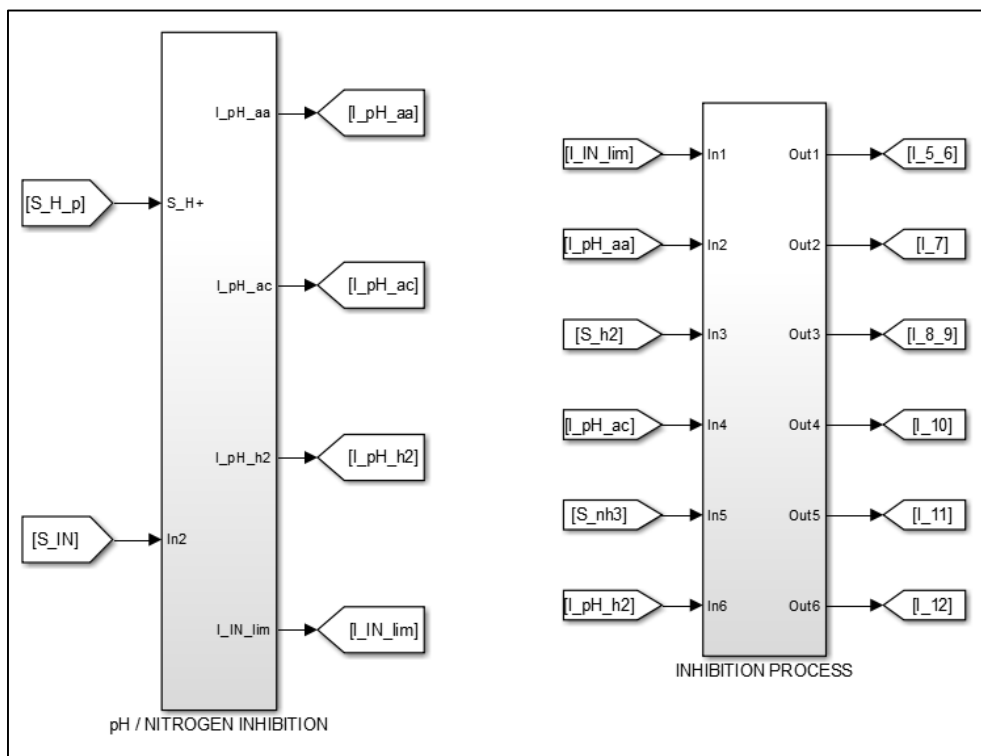 I_pH_aa
[I_pH_aa]
[S_H_p]
S_H+
I_pH_ac
[I_pH_ac]
I_pH_h2
[I_pH_h2]
[S_IN]
In2
I_IN_lim
[I_IN_lim]
pH / NITROGEN INHIBITION
[I_IN_lim]
In1
Out1
[I_5_6]
[I_pH_aa]
In2
Out2
[I_7]
[S_h2]
In3
Out3
[I_8_9]
[I_pH_ac]
In4
Out4
[I_10]
[S_nh3]
In5
Out5
[I_11]
[I_pH_h2]
In6
Out6
[I_12]
INHIBITION PROCESS